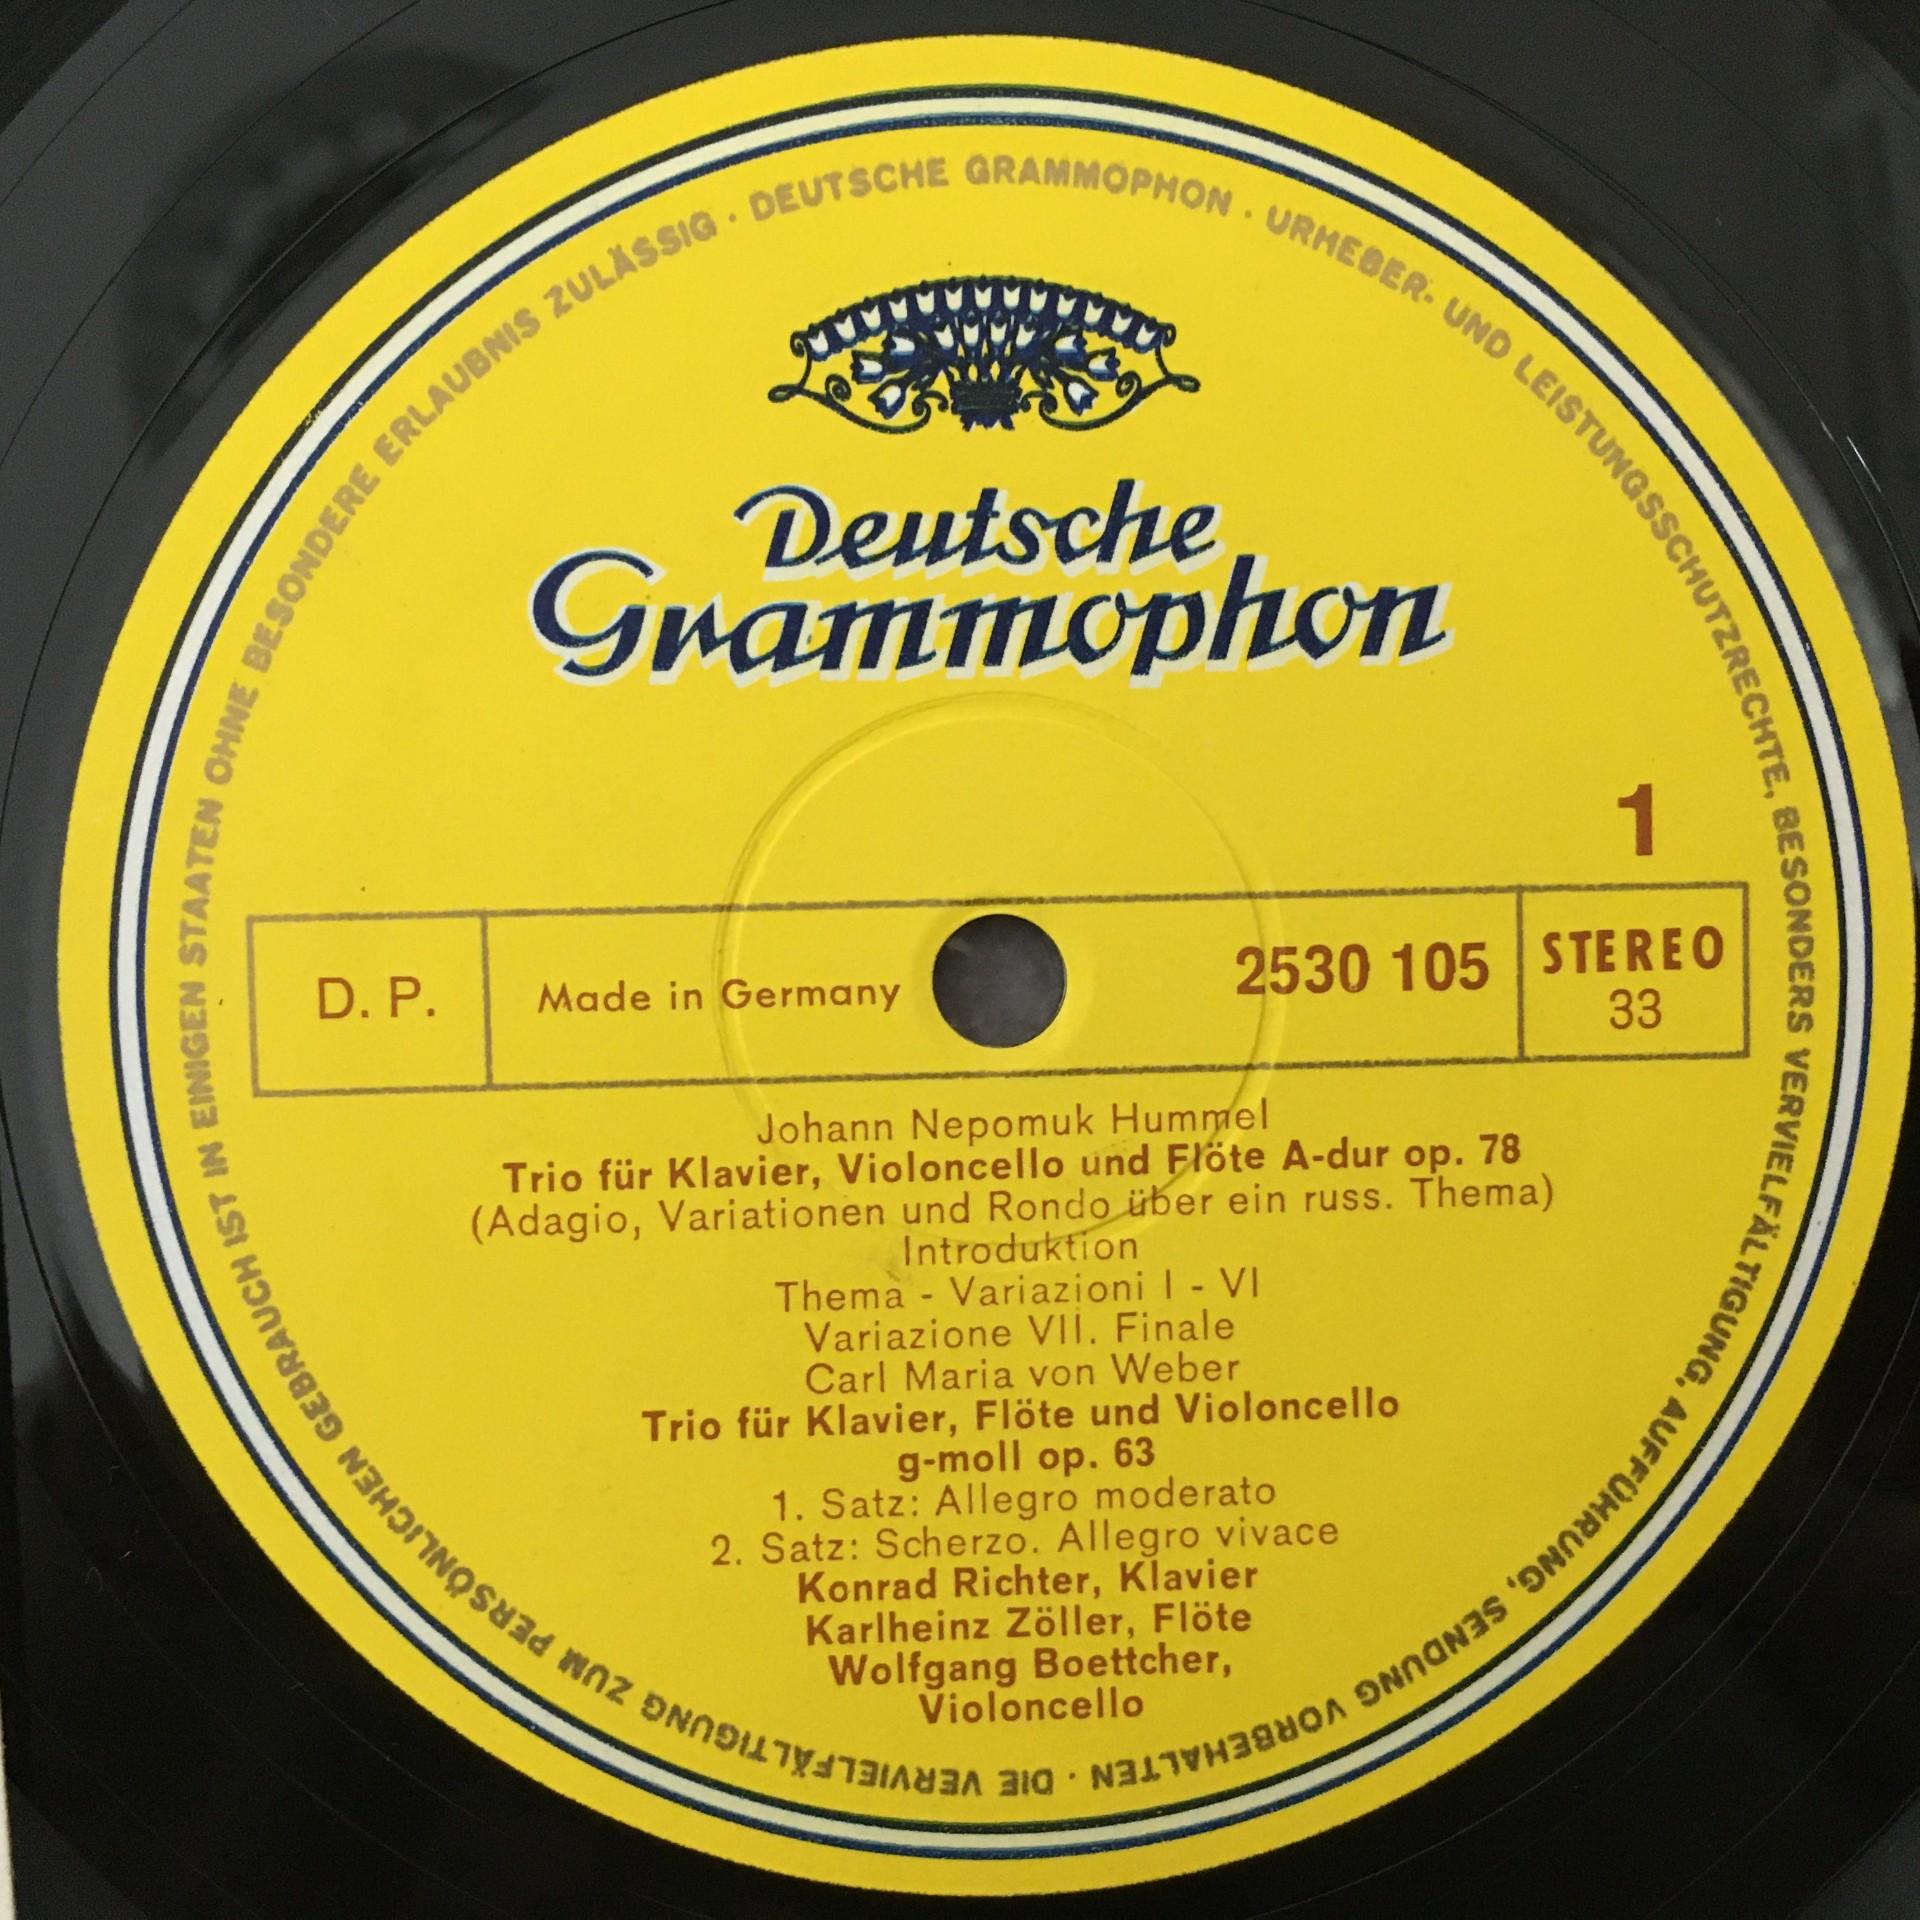 DEUTSCHE GRAMMOPHON · URHEBER- UND LEISTUNGSSCHUTZRECHTE, BESONDERS VERVIELFÄLTIGUNG, AUFFÜHRUNG, SENDUNG VORBEHALTEN · DIE VERVIELFÄLTIGUNG ZUM PERSÖNLICHEN GEBRAUCH IST IN EINIGEN STAATEN OHNE BESONDERE ERLAUBNIS ZULÄSSIG ·
Deutsche
Grammophon
1
D. P.
Made in Germany
2530 105
STEREO
33
Johann Nepomuk Hummel
Trio für Klavier, Violoncello und Flöte A-dur op. 78
(Adagio, Variationen und Rondo über ein russ. Thema)
Introduktion
Thema - Variazioni I - VI
Variazione VII. Finale
Carl Maria von Weber
Trio für Klavier, Flöte und Violoncello
g-moll op. 63
1. Satz: Allegro moderato
2. Satz: Scherzo. Allegro vivace
Konrad Richter, Klavier
Karlheinz Zöller, Flöte
Wolfgang Boettcher,
Violoncello